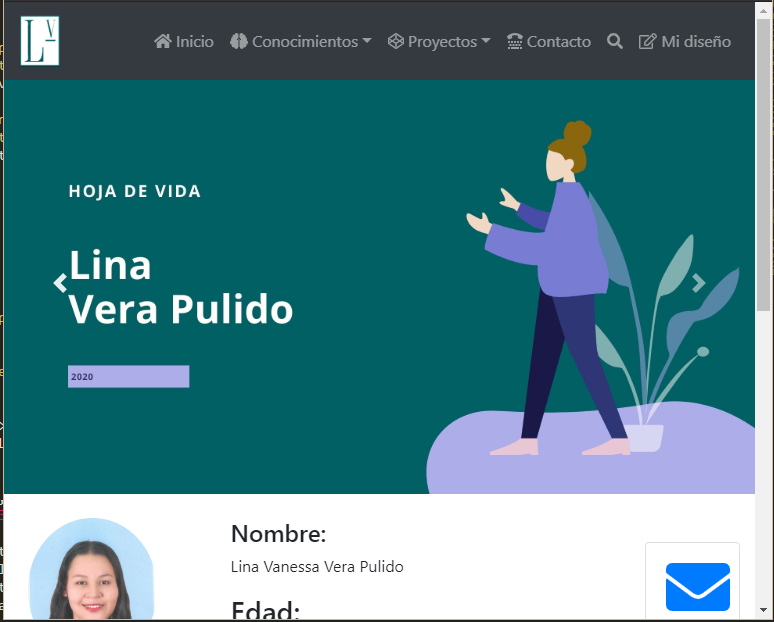 LV
Inicio Conocimientos Proyectos Contacto Mi diseño
HOJA DE VIDA
Lina
Vera Pulido
2020
Nombre:
Lina Vanessa Vera Pulido
Edad: